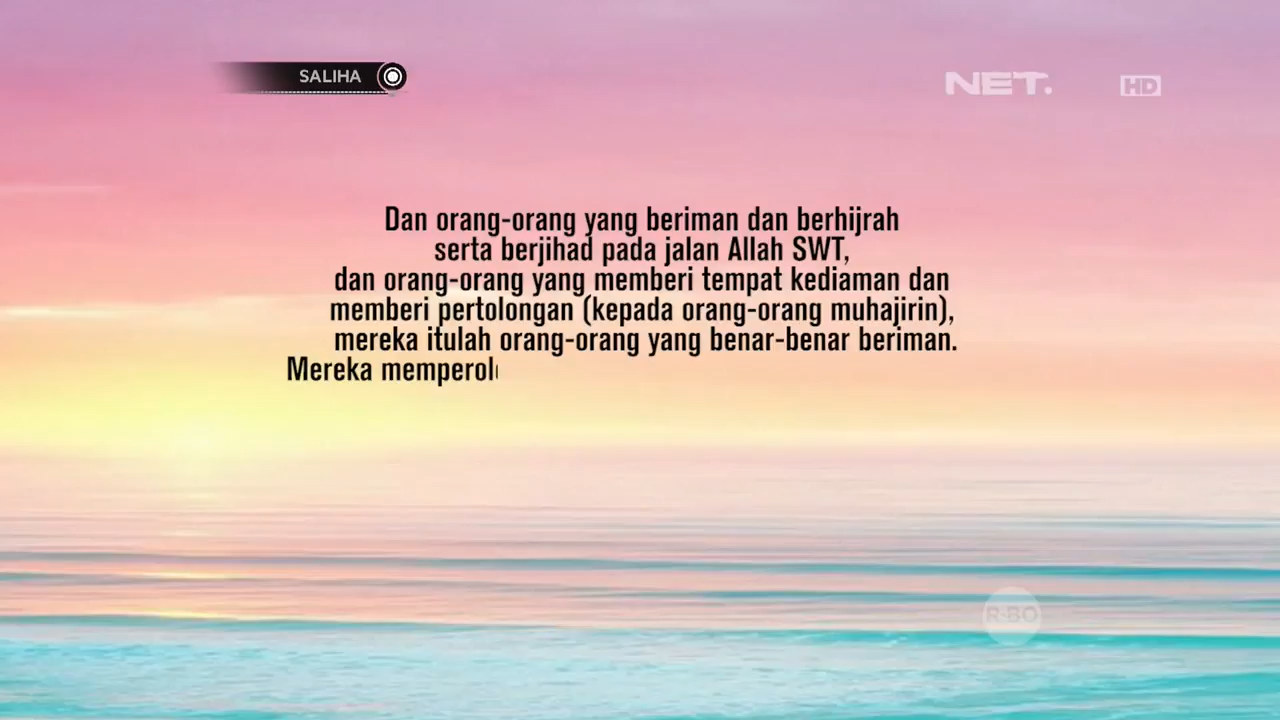 SALIHA
NET.
HD
Dan orang-orang yang beriman dan berhijrah
serta berjihad pada jalan Allah SWT,
dan orang-orang yang memberi tempat kediaman dan
memberi pertolongan (kepada orang-orang muhajirin),
mereka itulah orang-orang yang benar-benar beriman.
Mereka
R-BO